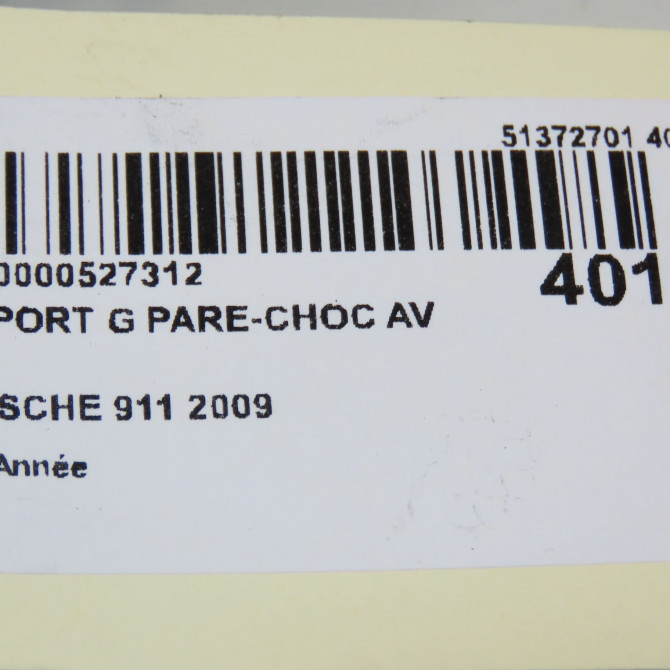 51372701 40
0000527312
401
PORT G PARE-CHOC AV
SCHE 911 2009
Année